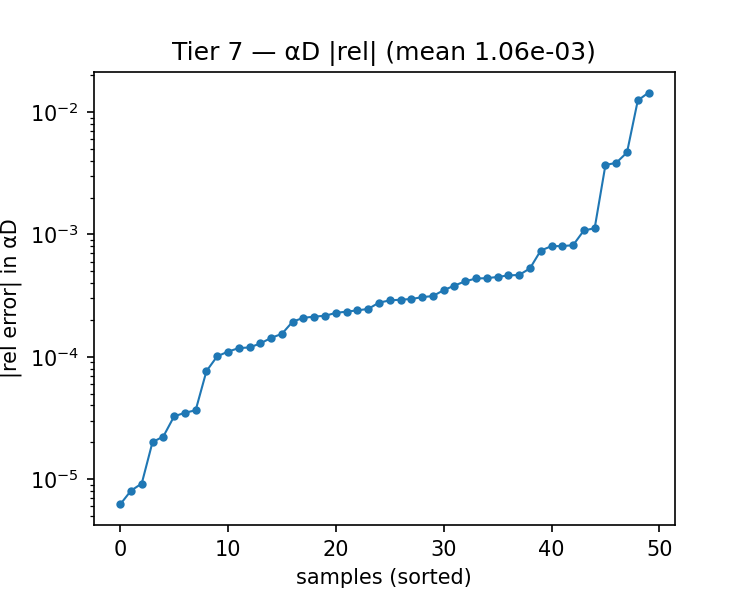 Tier 7 — αD |rel| (mean 1.06e-03)
|rel error| in αD
10⁻²
10⁻³
10⁻⁴
10⁻⁵
0 10 20 30 40 50
samples (sorted)